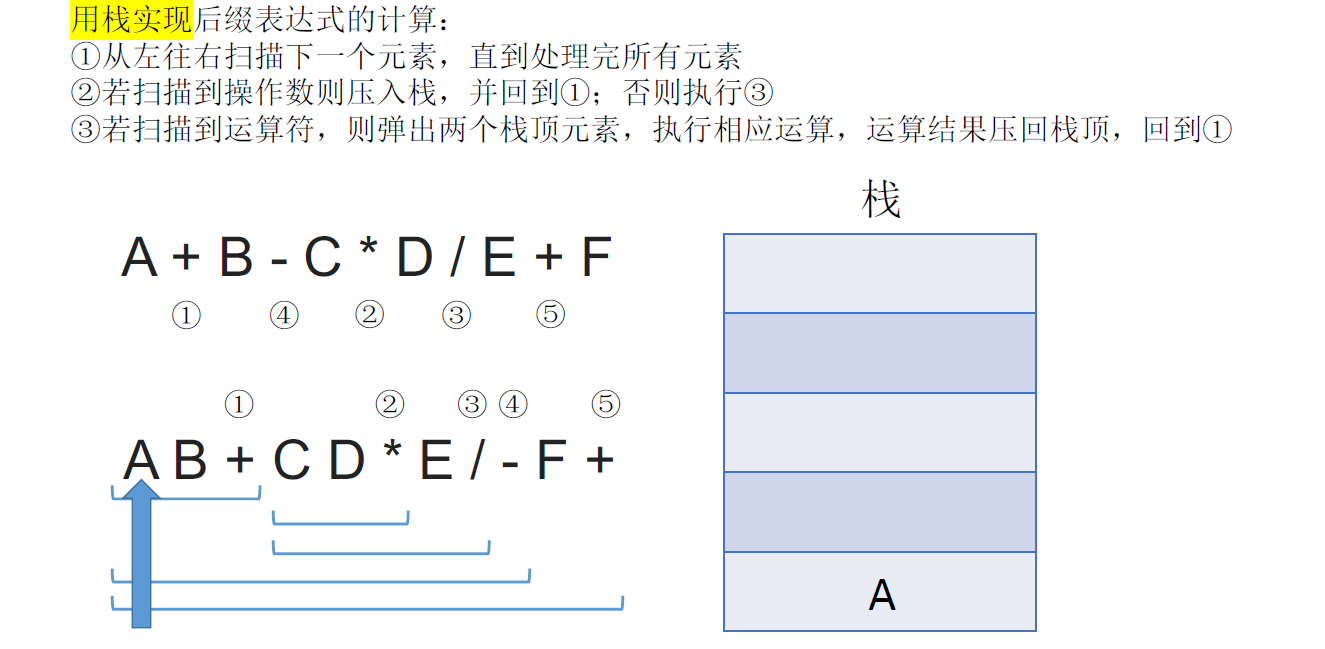 用栈实现后缀表达式的计算：
①从左往右扫描下一个元素，直到处理完所有元素
②若扫描到操作数则压入栈，并回到①；否则执行③
③若扫描到运算符，则弹出两个栈顶元素，执行相应运算，运算结果压回栈顶，回到①
栈
A + B - C * D / E + F
① ④ ② ③ ⑤
① ② ③ ④ ⑤
A B + C D * E / - F +
A